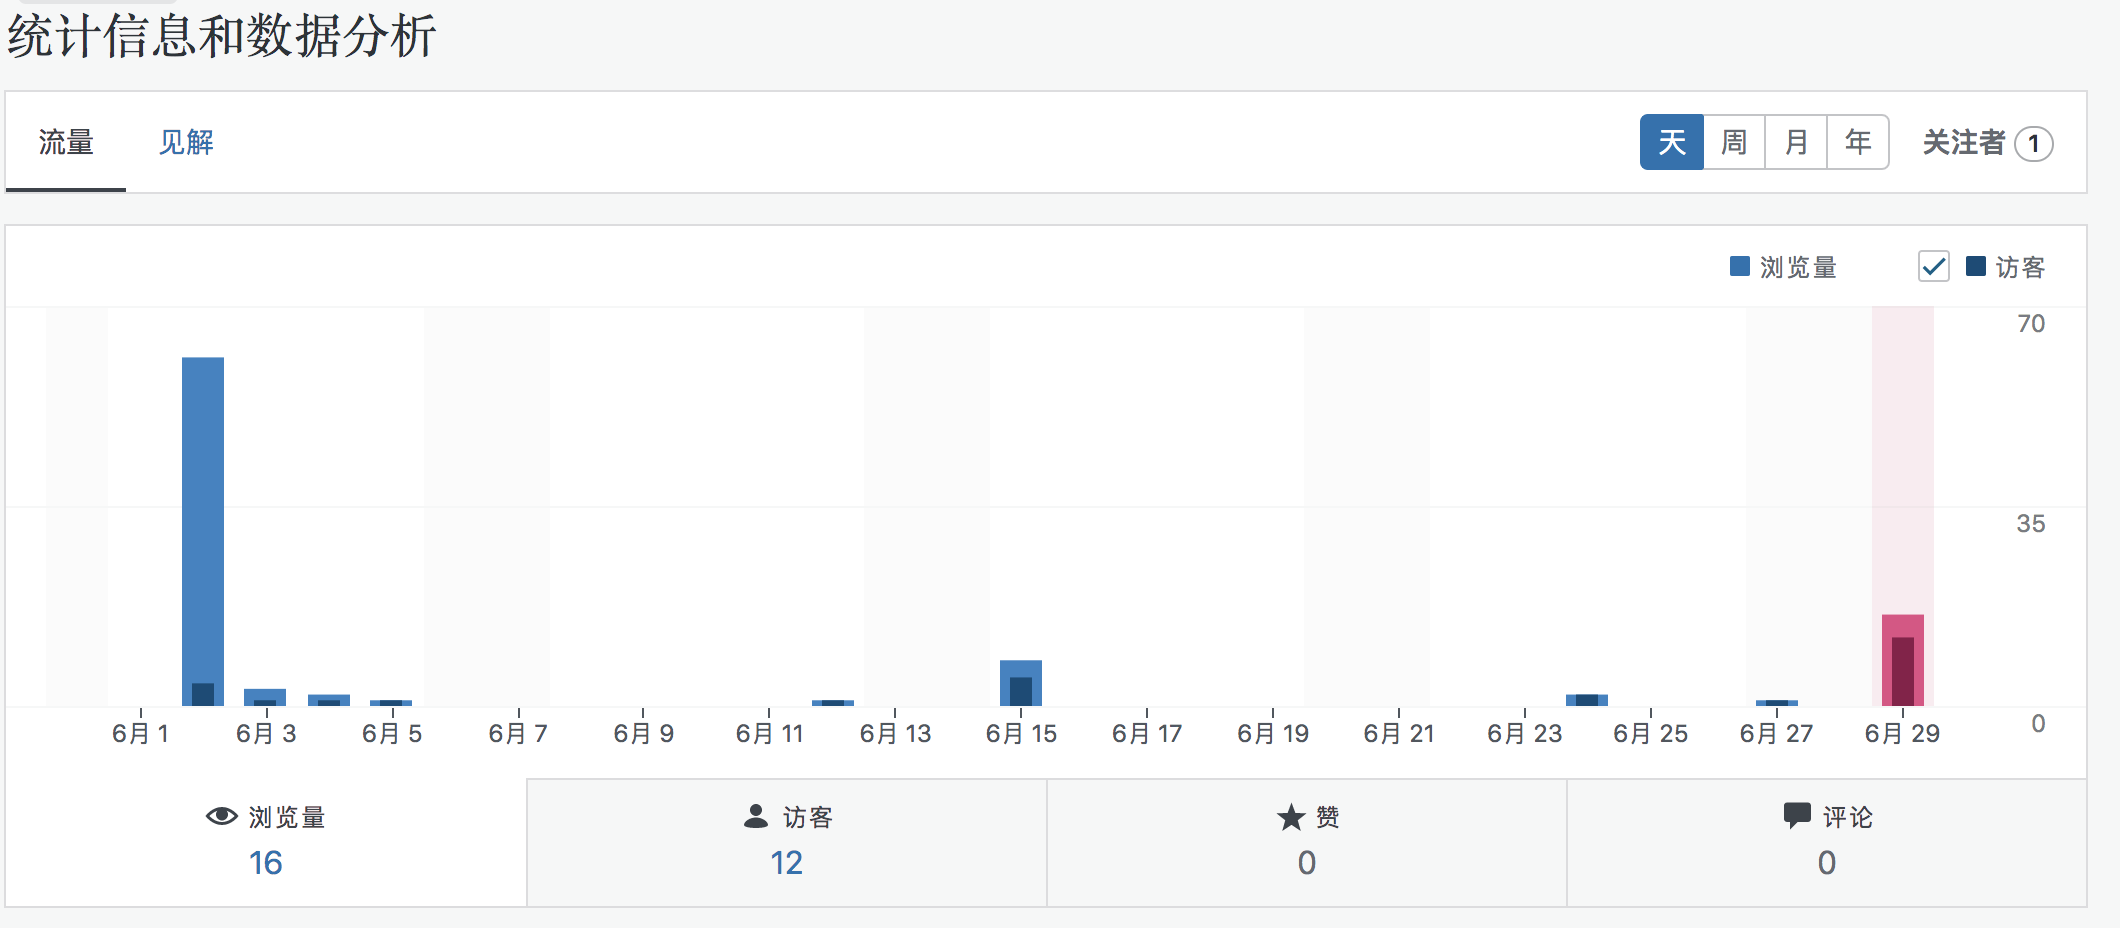 统计信息和数据分析
流量 见解 天 周 月 年 关注者 1
浏览量 访客
70
35
0
6月 1 6月 3 6月 5 6月 7 6月 9 6月 11 6月 13 6月 15 6月 17 6月 19 6月 21 6月 23 6月 25 6月 27 6月 29
浏览量 访客 赞 评论
16 12 0 0